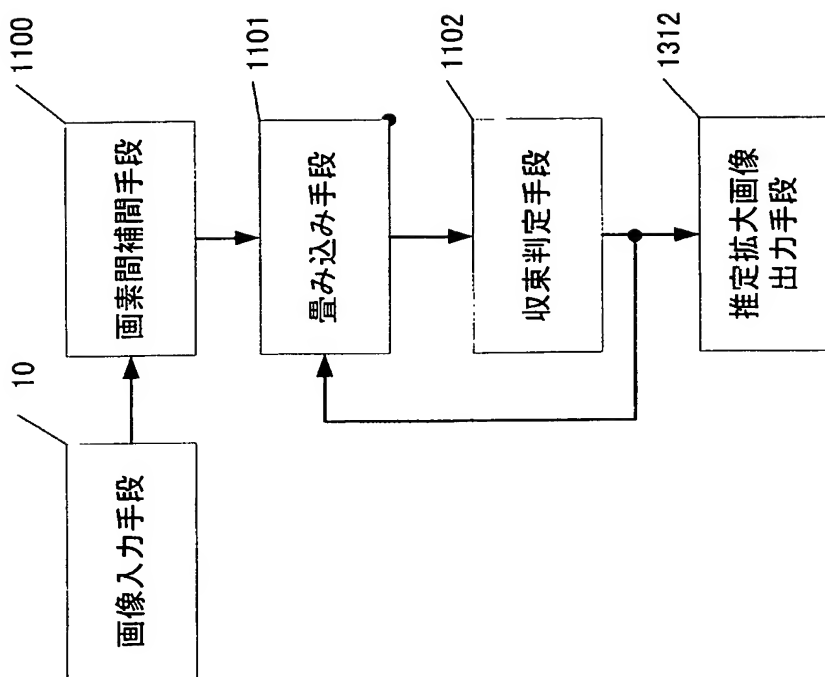 10
画像入力手段
1100
画素間補間手段
1101
畳み込み手段
1102
収束判定手段
1312
推定拡大画像
出力手段